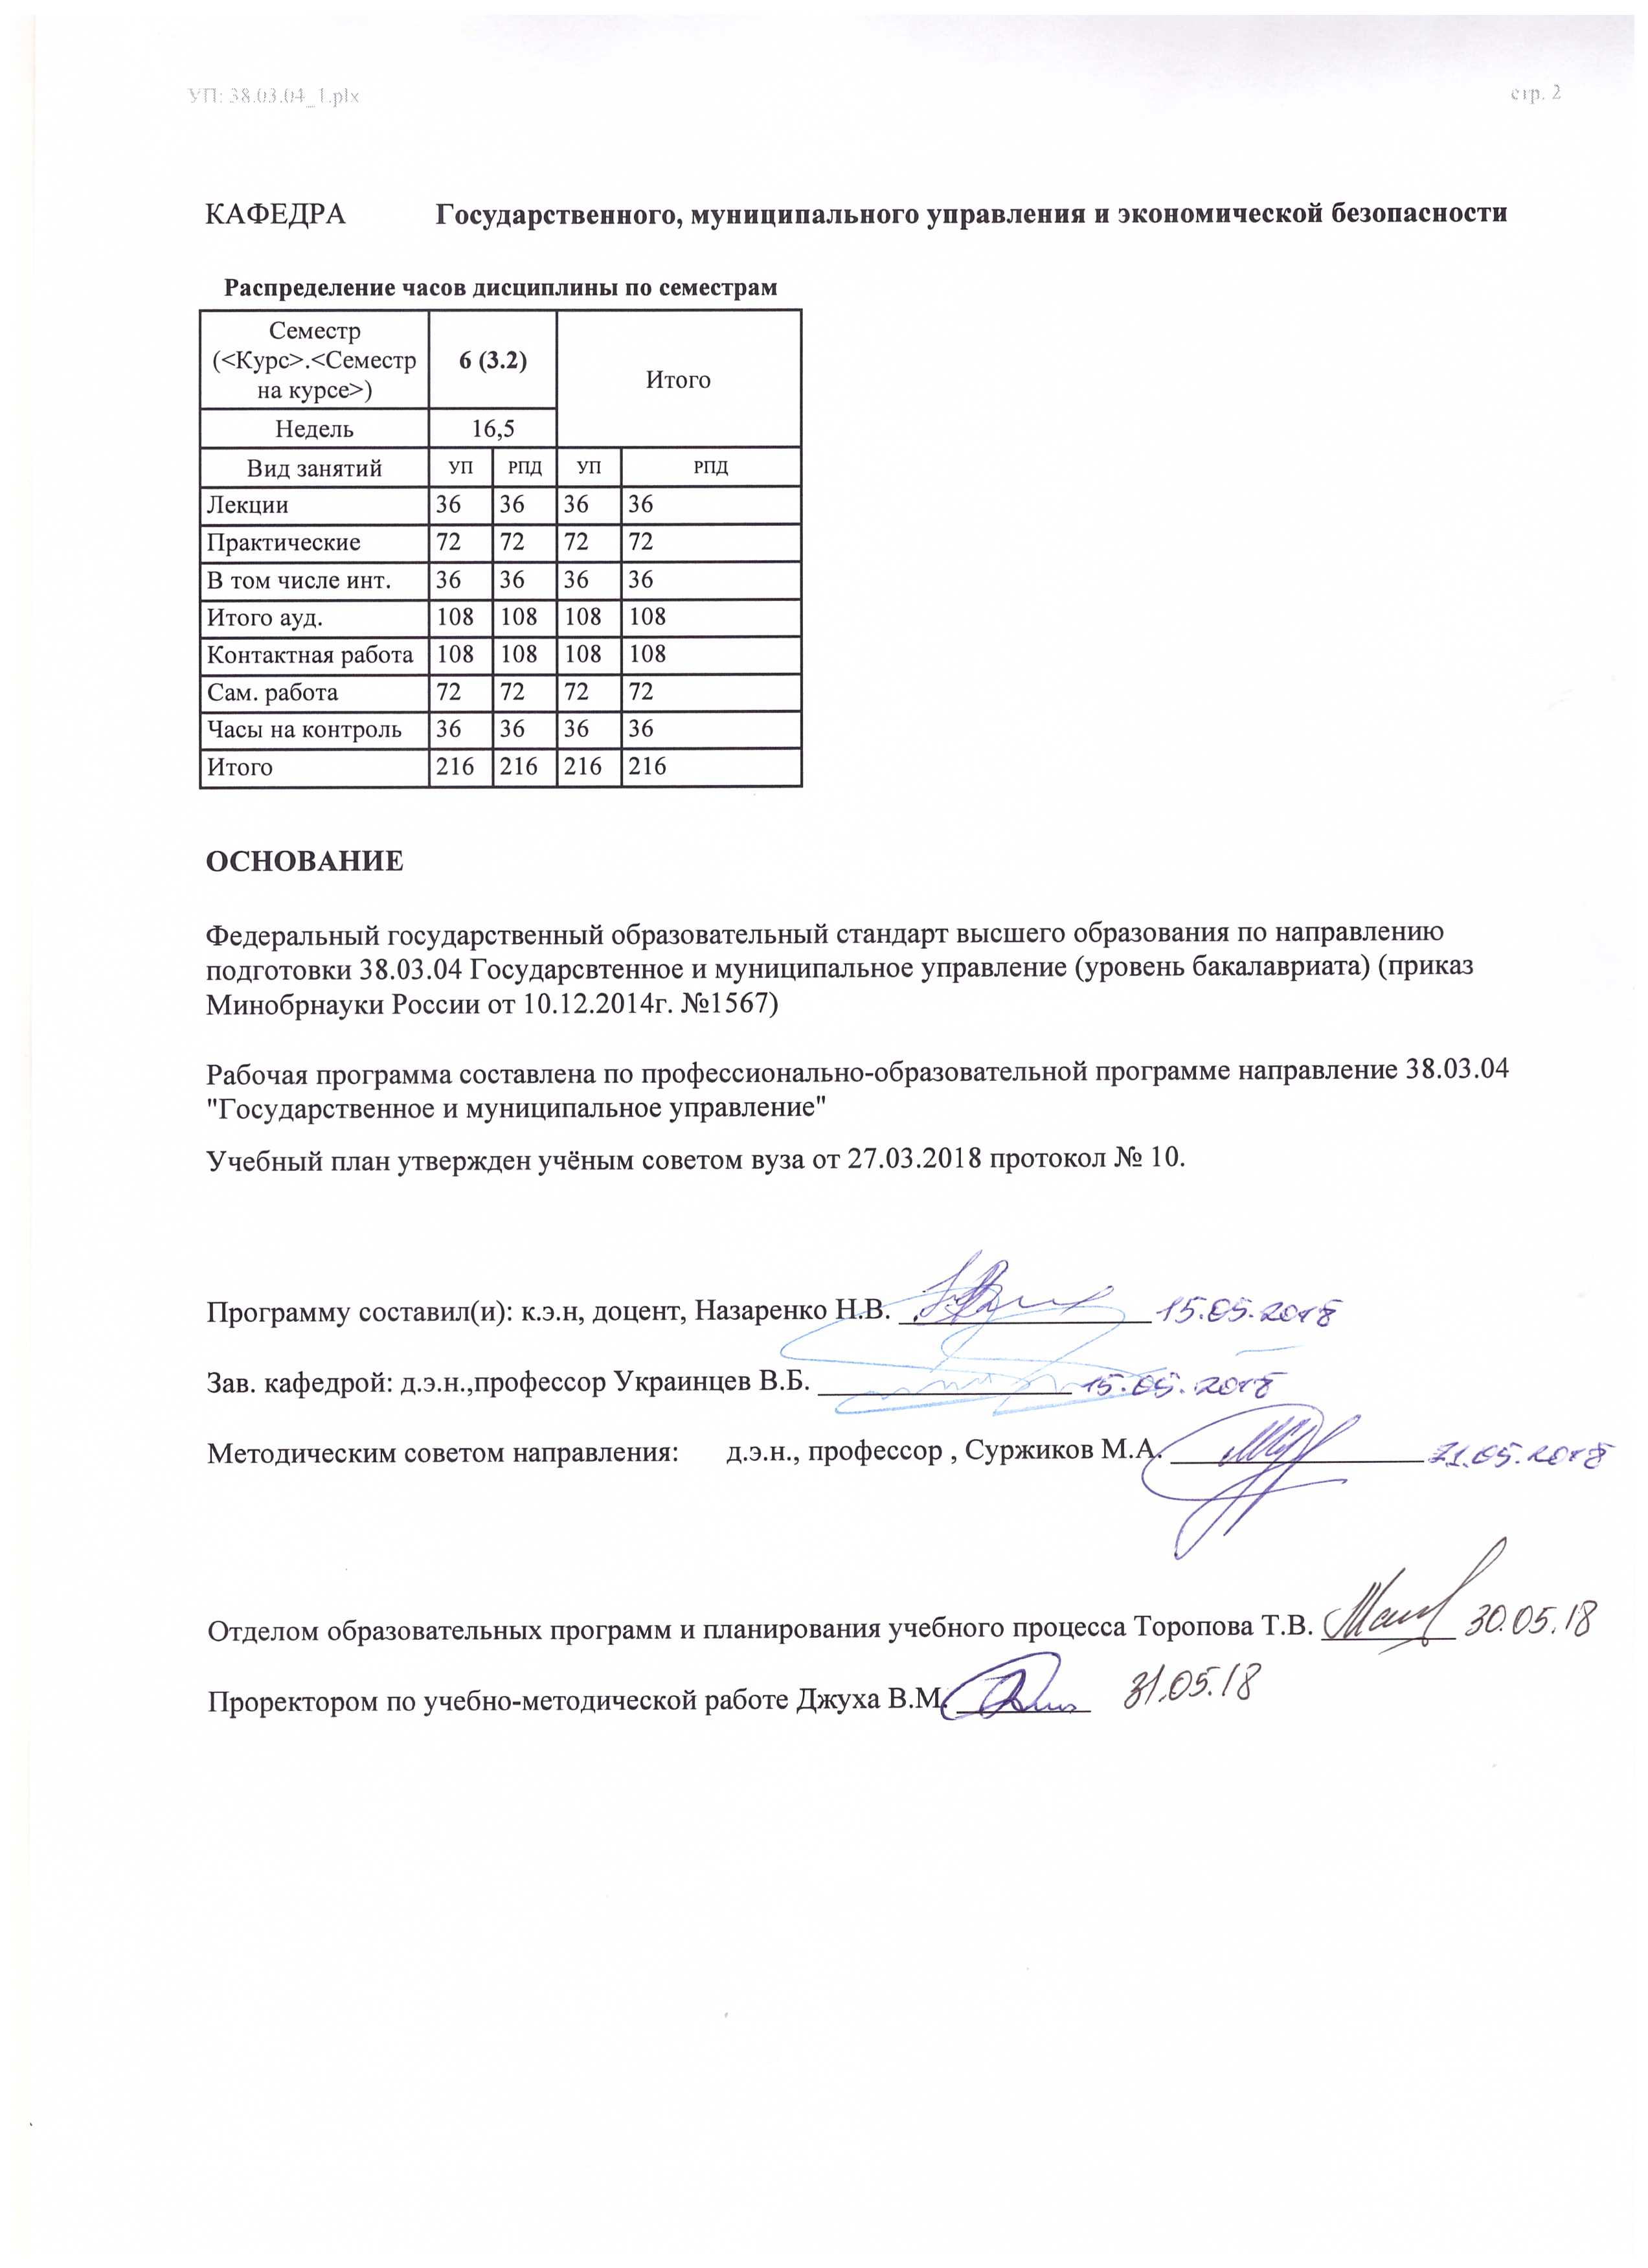 УП: 38.03.04_1.plx стр. 2
КАФЕДРА Государственного, муниципального управления и экономической безопасности
Распределение часов дисциплины по семестрам
Семестр
(<Курс>.<Семестр
на курсе>) 6 (3.2) Итого
Недель 16,5
Вид занятий УП РПД УП РПД
Лекции 36 36 36 36
Практические 72 72 72 72
В том числе инт. 36 36 36 36
Итого ауд. 108 108 108 108
Контактная работа 108 108 108 108
Сам. работа 72 72 72 72
Часы на контроль 36 36 36 36
Итого 216 216 216 216
ОСНОВАНИЕ
Федеральный государственный образовательный стандарт высшего образования по направлению
подготовки 38.03.04 Государсвтенное и муниципальное управление (уровень бакалавриата) (приказ
Минобрнауки России от 10.12.2014г. №1567)
Рабочая программа составлена по профессионально-образовательной программе направление 38.03.04
"Государственное и муниципальное управление"
Учебный план утвержден учёным советом вуза от 27.03.2018 протокол № 10.
Программу составил(и): к.э.н, доцент, Назаренко Н.В. 15.05.2018
Зав. кафедрой: д.э.н.,профессор Украинцев В.Б. 15.05.2018
Методическим советом направления: д.э.н., профессор , Суржиков М.А. 21.05.2018
Отделом образовательных программ и планирования учебного процесса Торопова Т.В. 30.05.18
Проректором по учебно-методической работе Джуха В.М. 31.05.18